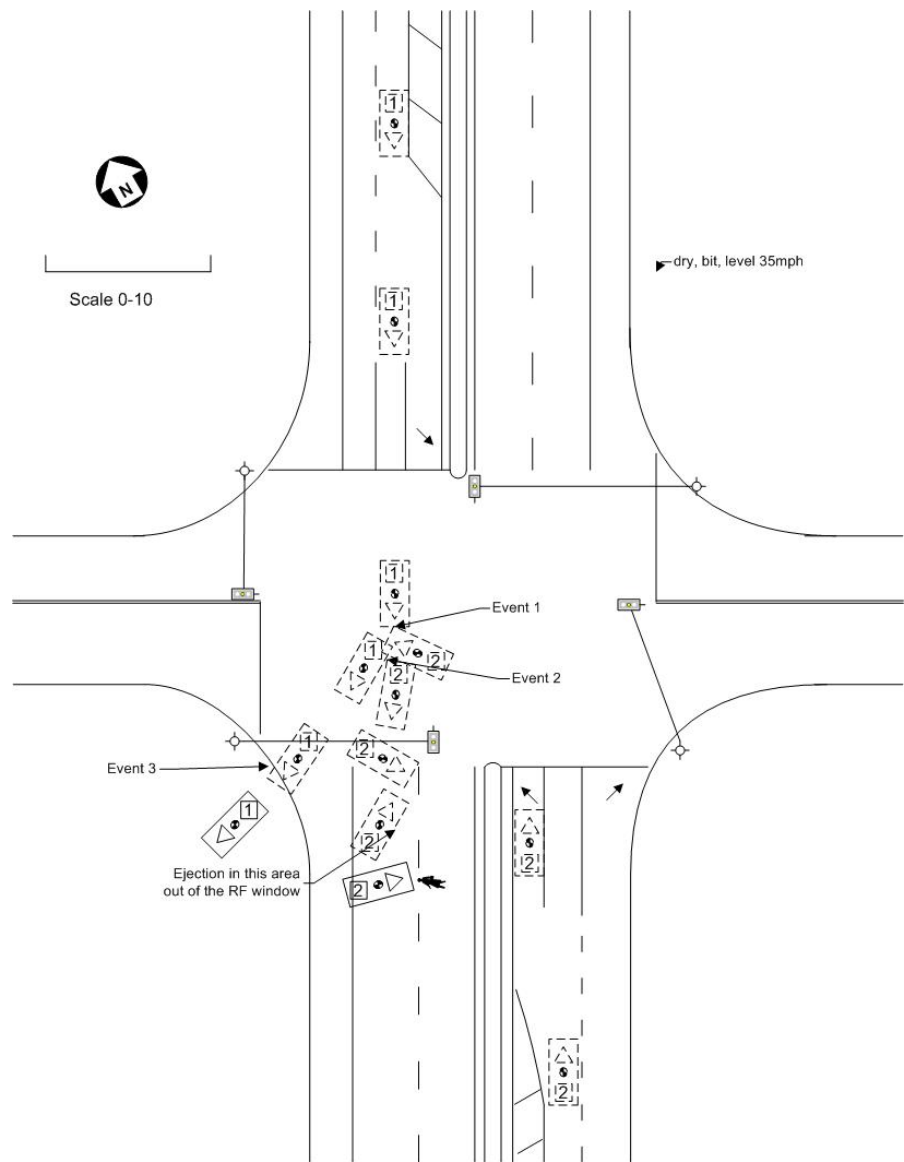 1
N
dry, bit, level 35mph
Scale 0-10
1
1
Event 1
1
2
2
Event 2
1
2
Event 3
1
2
2
Ejection in this area
out of the RF window
2
2
2